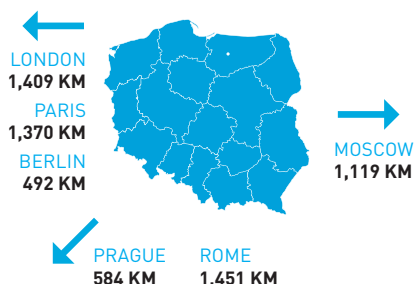 LONDON
1,409 KM
PARIS
1,370 KM
BERLIN
492 KM
MOSCOW
1,119 KM
PRAGUE
584 KM
ROME
1,451 KM